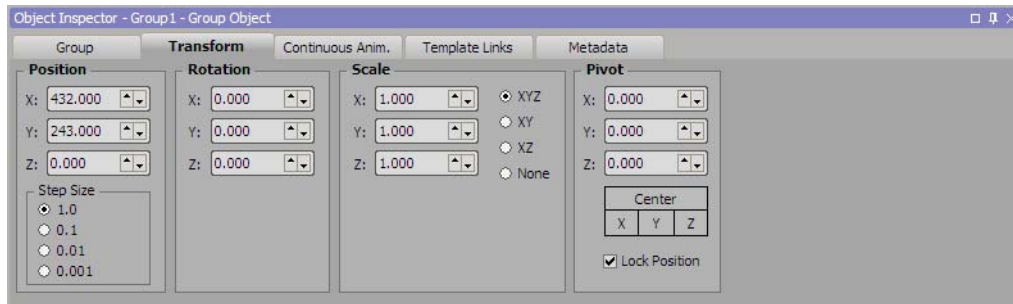 Object Inspector - Group1 - Group Object
Group
Transform
Continuous Anim.
Template Links
Metadata
Position
X: 432.000
Y: 243.000
Z: 0.000
Step Size
1.0
0.1
0.01
0.001
Rotation
X: 0.000
Y: 0.000
Z: 0.000
Scale
X: 1.000
Y: 1.000
Z: 1.000
XYZ
XY
XZ
None
Pivot
X: 0.000
Y: 0.000
Z: 0.000
Center
X Y Z
Lock Position